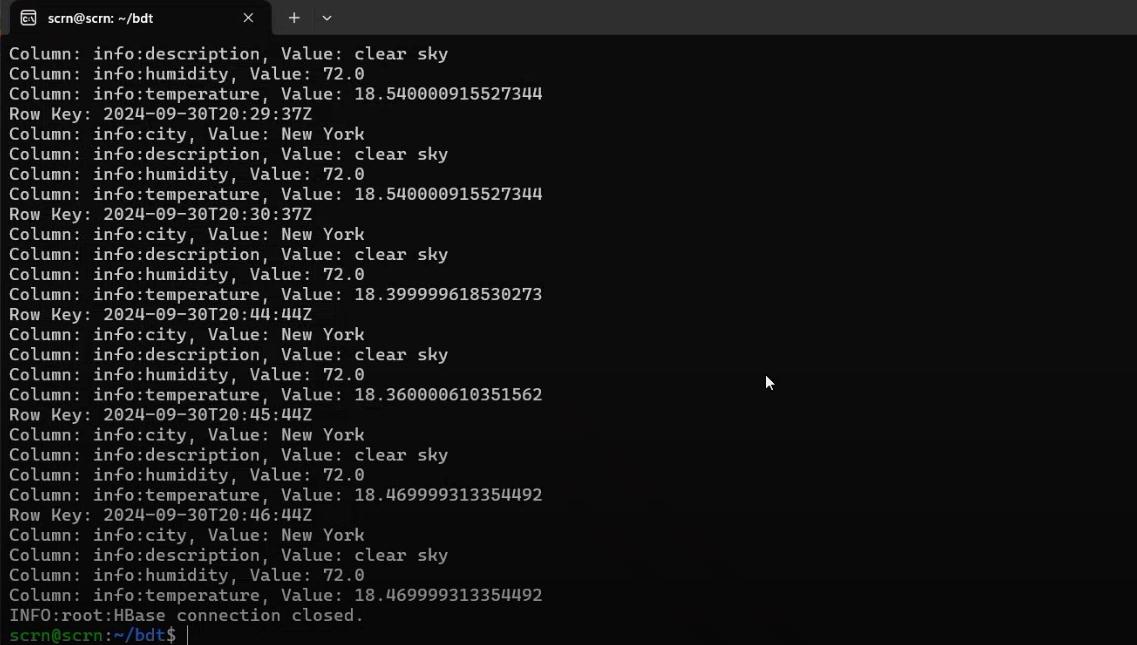 scrn@scrn: ~/bdt
Column: info:description, Value: clear sky
Column: info:humidity, Value: 72.0
Column: info:temperature, Value: 18.540000915527344
Row Key: 2024-09-30T20:29:37Z
Column: info:city, Value: New York
Column: info:description, Value: clear sky
Column: info:humidity, Value: 72.0
Column: info:temperature, Value: 18.540000915527344
Row Key: 2024-09-30T20:30:37Z
Column: info:city, Value: New York
Column: info:description, Value: clear sky
Column: info:humidity, Value: 72.0
Column: info:temperature, Value: 18.399999618530273
Row Key: 2024-09-30T20:44:44Z
Column: info:city, Value: New York
Column: info:description, Value: clear sky
Column: info:humidity, Value: 72.0
Column: info:temperature, Value: 18.360000610351562
Row Key: 2024-09-30T20:45:44Z
Column: info:city, Value: New York
Column: info:description, Value: clear sky
Column: info:humidity, Value: 72.0
Column: info:temperature, Value: 18.469999313354492
Row Key: 2024-09-30T20:46:44Z
Column: info:city, Value: New York
Column: info:description, Value: clear sky
Column: info:humidity, Value: 72.0
Column: info:temperature, Value: 18.469999313354492
INFO:root:HBase connection closed.
scrn@scrn:~/bdt$